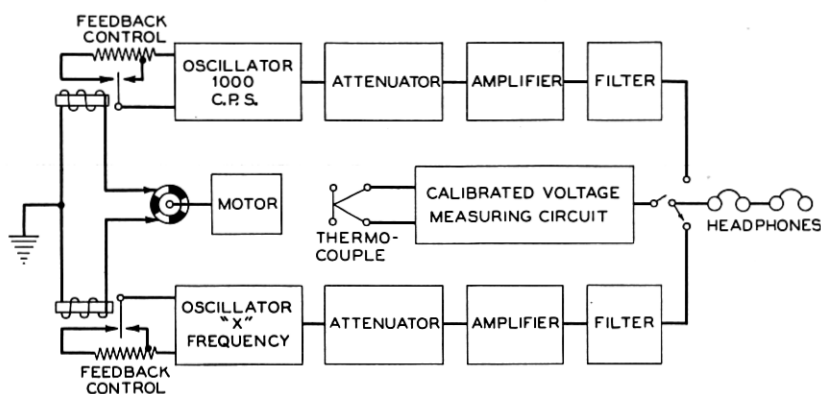 FEEDBACK
CONTROL
OSCILLATOR
1000
C.P.S.
ATTENUATOR
AMPLIFIER
FILTER
MOTOR
THERMO-
COUPLE
CALIBRATED VOLTAGE
MEASURING CIRCUIT
HEADPHONES
OSCILLATOR
"X"
FREQUENCY
ATTENUATOR
AMPLIFIER
FILTER
FEEDBACK
CONTROL